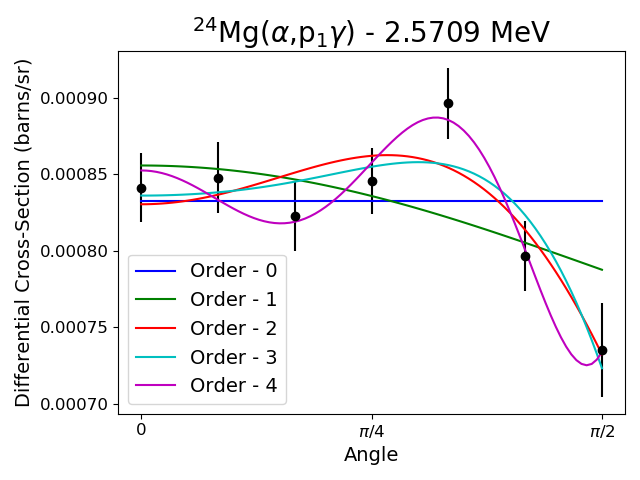 ²⁴Mg(α,p₁γ) - 2.5709 MeV
Differential Cross-Section (barns/sr)
0.00090
0.00085
0.00080
0.00075
0.00070
Order - 0
Order - 1
Order - 2
Order - 3
Order - 4
0
π/4
π/2
Angle